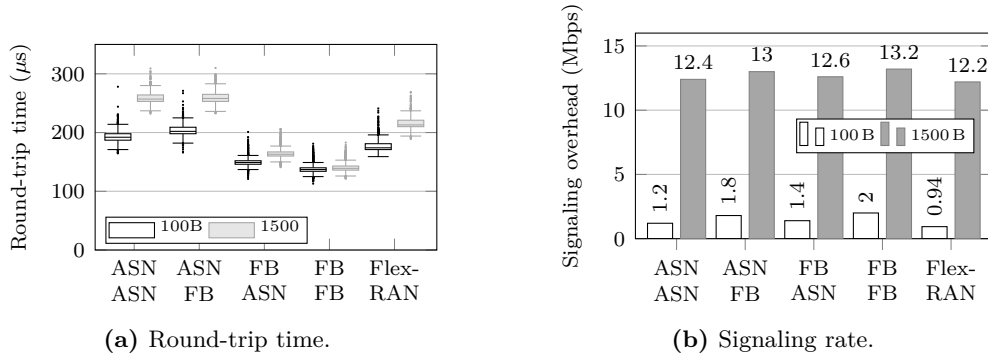 Round-trip time (μs)
300
200
100
0
100B
1500
ASN ASN FB FB Flex-
ASN FB ASN FB RAN
(a) Round-trip time.
Signaling overhead (Mbps)
15
10
5
0
12.4 13 12.6 13.2 12.2
100 B 1500 B
1.2 1.8 1.4 2 0.94
ASN ASN FB FB Flex-
ASN FB ASN FB RAN
(b) Signaling rate.